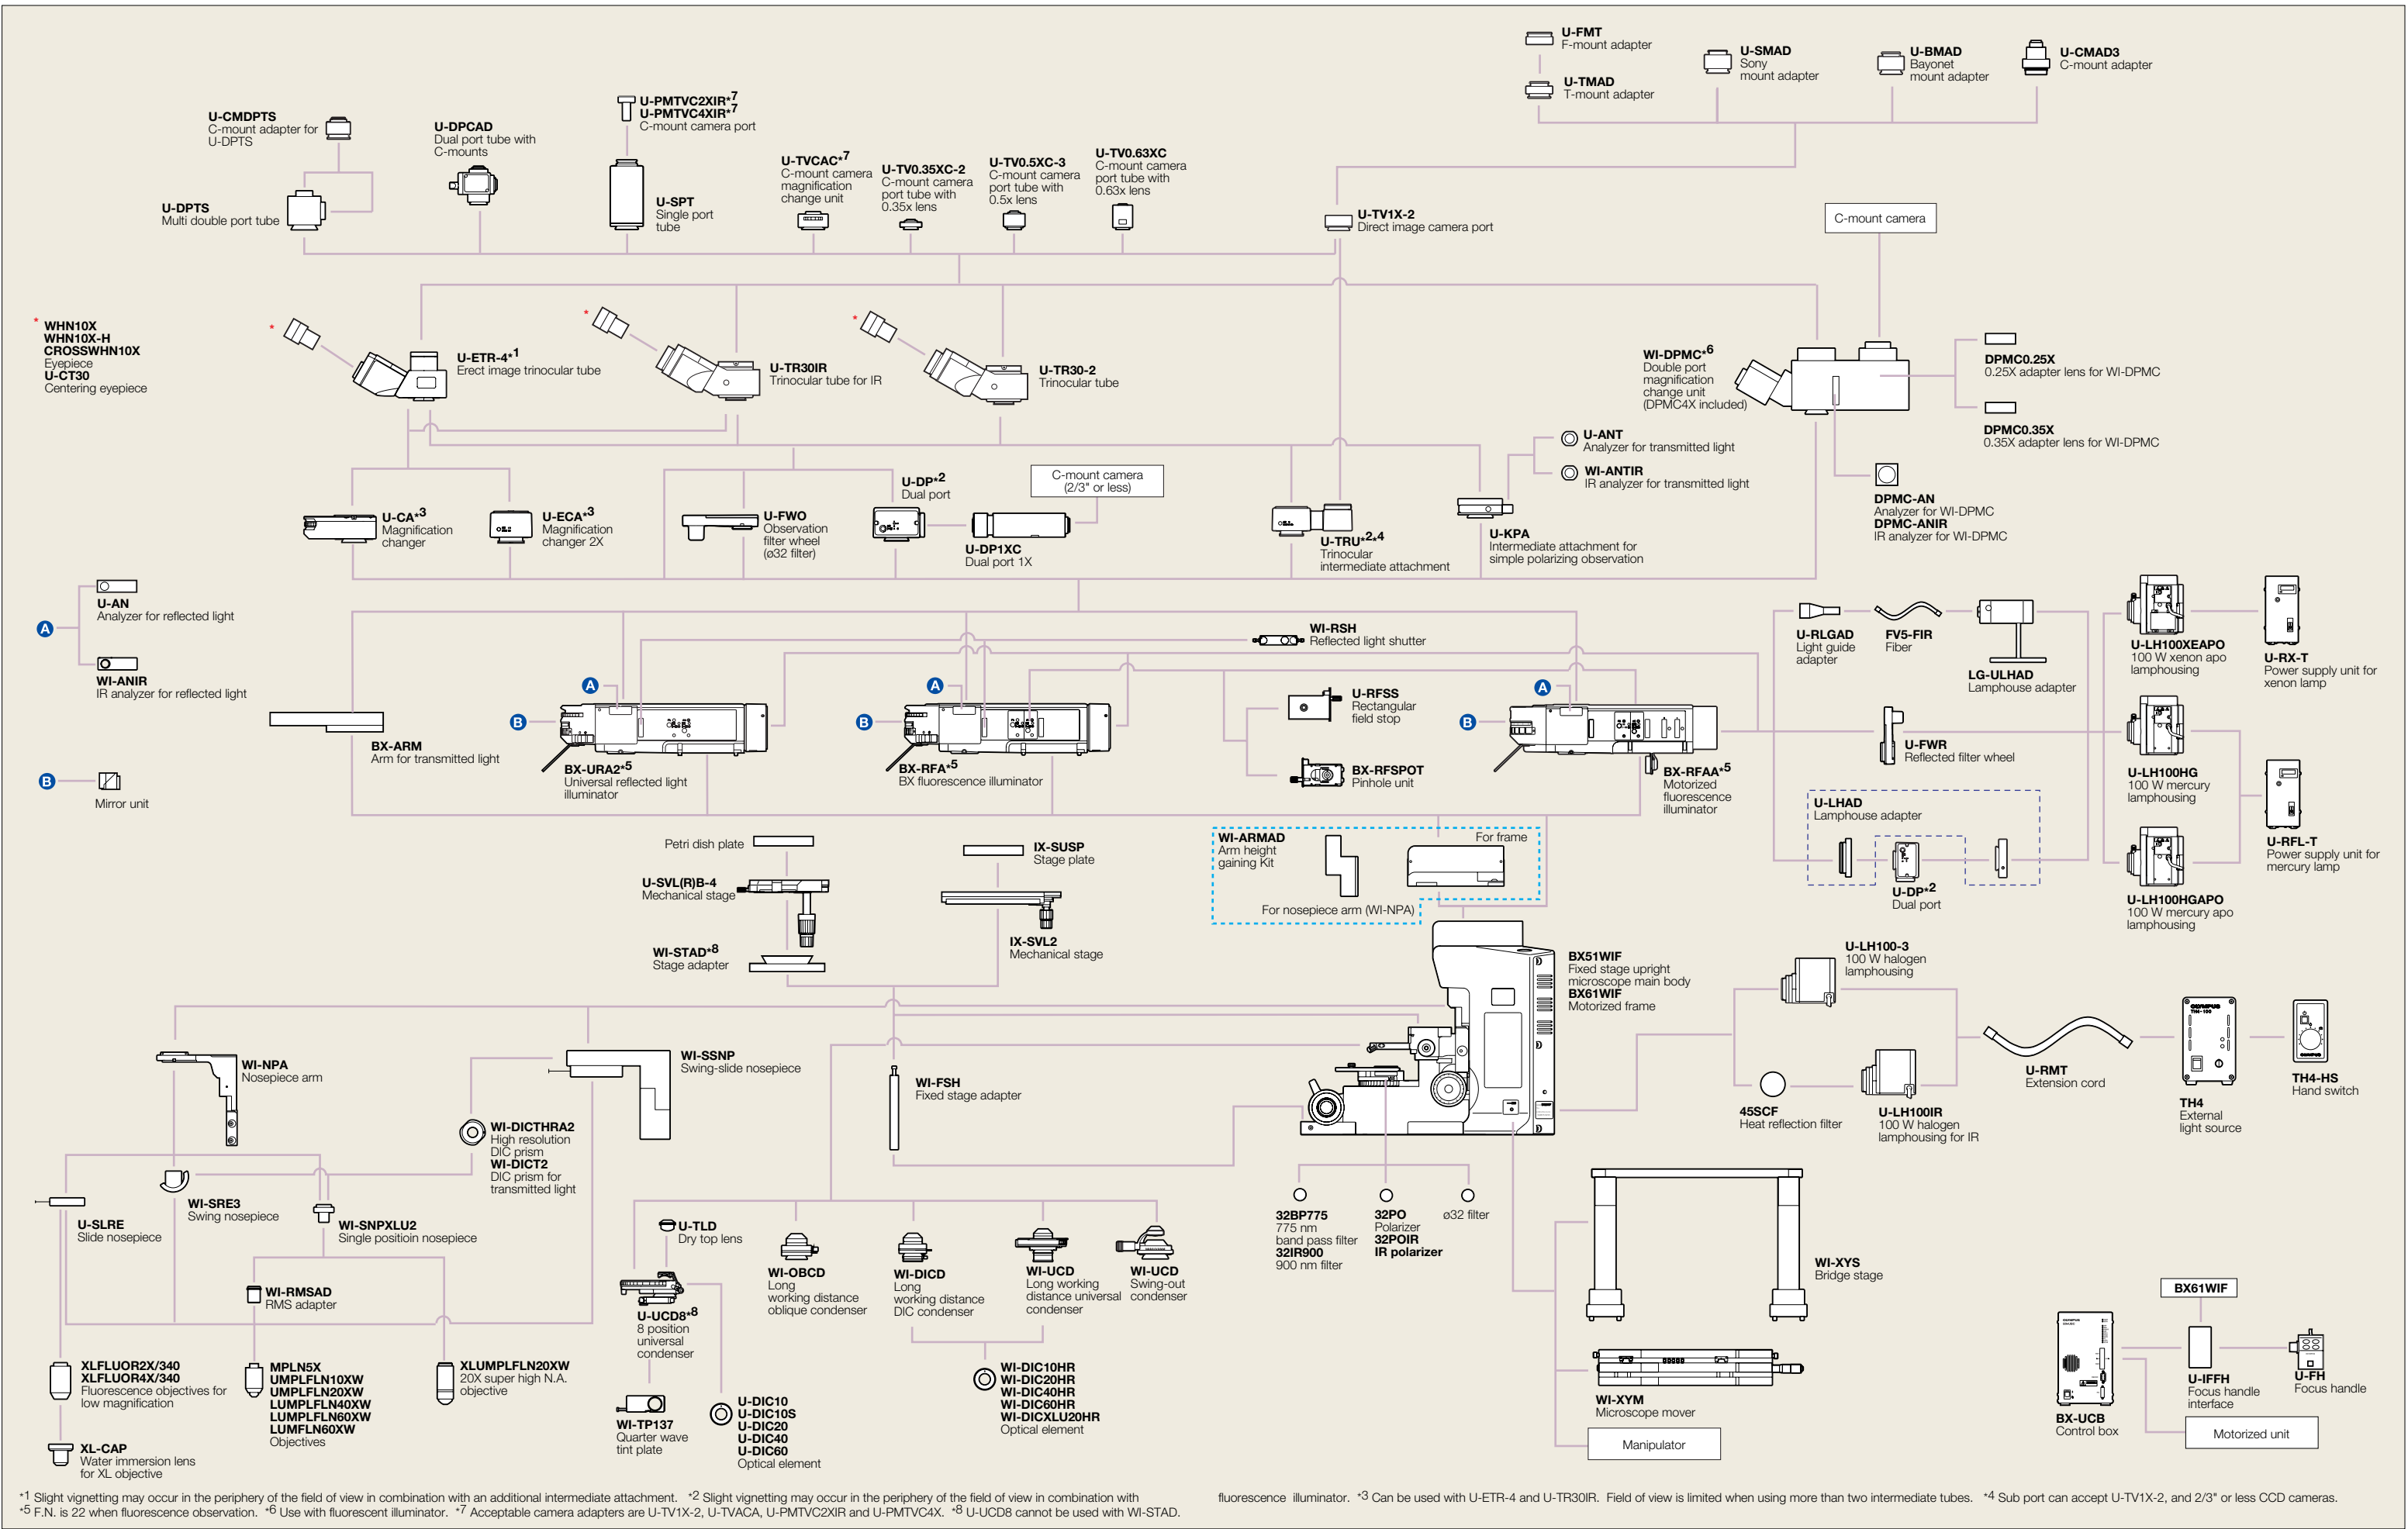 U-FMT
F-mount adapter
U-TMAD
T-mount adapter
U-SMAD
Sony
mount adapter
U-BMAD
Bayonet
mount adapter
U-CMAD3
C-mount adapter
U-CMDPTS
C-mount adapter for
U-DPTS
U-DPTS
Multi double port tube
U-DPCAD
Dual port tube with
C-mounts
U-PMTVC2XIR*7
U-PMTVC4XIR*7
C-mount camera port
U-SPT
Single port
tube
U-TVCAC*7
C-mount camera
magnification
change unit
U-TV0.35XC-2
C-mount camera
port tube with
0.35x lens
U-TV0.5XC-3
C-mount camera
port tube with
0.5x lens
U-TV0.63XC
C-mount camera
port tube with
0.63x lens
U-TV1X-2
Direct image camera port
C-mount camera
*
WHN10X
WHN10X-H
CROSSWHN10X
Eyepiece
U-CT30
Centering eyepiece
*
U-ETR-4*1
Erect image trinocular tube
*
U-TR30IR
Trinocular tube for IR
*
U-TR30-2
Trinocular tube
WI-DPMC*6
Double port
magnification
change unit
(DPMC4X included)
DPMC0.25X
0.25X adapter lens for WI-DPMC
DPMC0.35X
0.35X adapter lens for WI-DPMC
U-ANT
Analyzer for transmitted light
WI-ANTIR
IR analyzer for transmitted light
DPMC-AN
Analyzer for WI-DPMC
DPMC-ANIR
IR analyzer for WI-DPMC
U-CA*3
Magnification
changer
U-ECA*3
Magnification
changer 2X
U-FWO
Observation
filter wheel
(ø32 filter)
U-DP*2
Dual port
C-mount camera
(2/3" or less)
U-DP1XC
Dual port 1X
U-TRU*2*4
Trinocular
intermediate attachment
U-KPA
Intermediate attachment for
simple polarizing observation
A
U-AN
Analyzer for reflected light
WI-ANIR
IR analyzer for reflected light
B
Mirror unit
BX-ARM
Arm for transmitted light
A
B
BX-URA2*5
Universal reflected light
illuminator
A
B
BX-RFA*5
BX fluorescence illuminator
WI-RSH
Reflected light shutter
U-RFSS
Rectangular
field stop
BX-RFSPOT
Pinhole unit
A
B
BX-RFAA*5
Motorized
fluorescence
illuminator
U-RLGAD
Light guide
adapter
FV5-FIR
Fiber
LG-ULHAD
Lamphouse adapter
U-FWR
Reflected filter wheel
U-LHAD
Lamphouse adapter
U-DP*2
Dual port
U-LH100XEAPO
100 W xenon apo
lamphousing
U-RX-T
Power supply unit for
xenon lamp
U-LH100HG
100 W mercury
lamphousing
U-LH100HGAPO
100 W mercury apo
lamphousing
U-RFL-T
Power supply unit for
mercury lamp
Petri dish plate
U-SVL(R)B-4
Mechanical stage
WI-STAD*8
Stage adapter
IX-SUSP
Stage plate
IX-SVL2
Mechanical stage
WI-ARMAD
Arm height
gaining Kit
For frame
For nosepiece arm (WI-NPA)
BX51WIF
Fixed stage upright
microscope main body
BX61WIF
Motorized frame
U-LH100-3
100 W halogen
lamphousing
45SCF
Heat reflection filter
U-LH100IR
100 W halogen
lamphousing for IR
U-RMT
Extension cord
OLYMPUS
TH4-100
TH4
External
light source
OLYMPUS
TH4-HS
Hand switch
WI-NPA
Nosepiece arm
WI-SSNP
Swing-slide nosepiece
WI-FSH
Fixed stage adapter
WI-DICTHRA2
High resolution
DIC prism
WI-DICT2
DIC prism for
transmitted light
U-SLRE
Slide nosepiece
WI-SRE3
Swing nosepiece
WI-SNPXLU2
Single positioin nosepiece
WI-RMSAD
RMS adapter
XLFLUOR2X/340
XLFLUOR4X/340
Fluorescence objectives for
low magnification
XL-CAP
Water immersion lens
for XL objective
MPLN5X
UMPLFLN10XW
UMPLFLN20XW
LUMPLFLN40XW
LUMPLFLN60XW
LUMFLN60XW
Objectives
XLUMPLFLN20XW
20X super high N.A.
objective
U-TLD
Dry top lens
U-UCD8*8
8 position
universal
condenser
WI-TP137
Quarter wave
tint plate
U-DIC10
U-DIC10S
U-DIC20
U-DIC40
U-DIC60
Optical element
WI-OBCD
Long
working distance
oblique condenser
WI-DICD
Long
working distance
DIC condenser
WI-UCD
Long working
distance universal
condenser
WI-UCD
Swing-out
condenser
WI-DIC10HR
WI-DIC20HR
WI-DIC40HR
WI-DIC60HR
WI-DICXLU20HR
Optical element
32BP775
775 nm
band pass filter
32IR900
900 nm filter
32PO
Polarizer
32POIR
IR polarizer
ø32 filter
WI-XYS
Bridge stage
WI-XYM
Microscope mover
Manipulator
BX61WIF
BX-UCB
Control box
U-IFFH
Focus handle
interface
U-FH
Focus handle
Motorized unit
*1 Slight vignetting may occur in the periphery of the field of view in combination with an additional intermediate attachment. *2 Slight vignetting may occur in the periphery of the field of view in combination with fluorescence illuminator. *3 Can be used with U-ETR-4 and U-TR30IR. Field of view is limited when using more than two intermediate tubes. *4 Sub port can accept U-TV1X-2, and 2/3" or less CCD cameras.
*5 F.N. is 22 when fluorescence observation. *6 Use with fluorescent illuminator. *7 Acceptable camera adapters are U-TV1X-2, U-TVACA, U-PMTVC2XIR and U-PMTVC4X. *8 U-UCD8 cannot be used with WI-STAD.